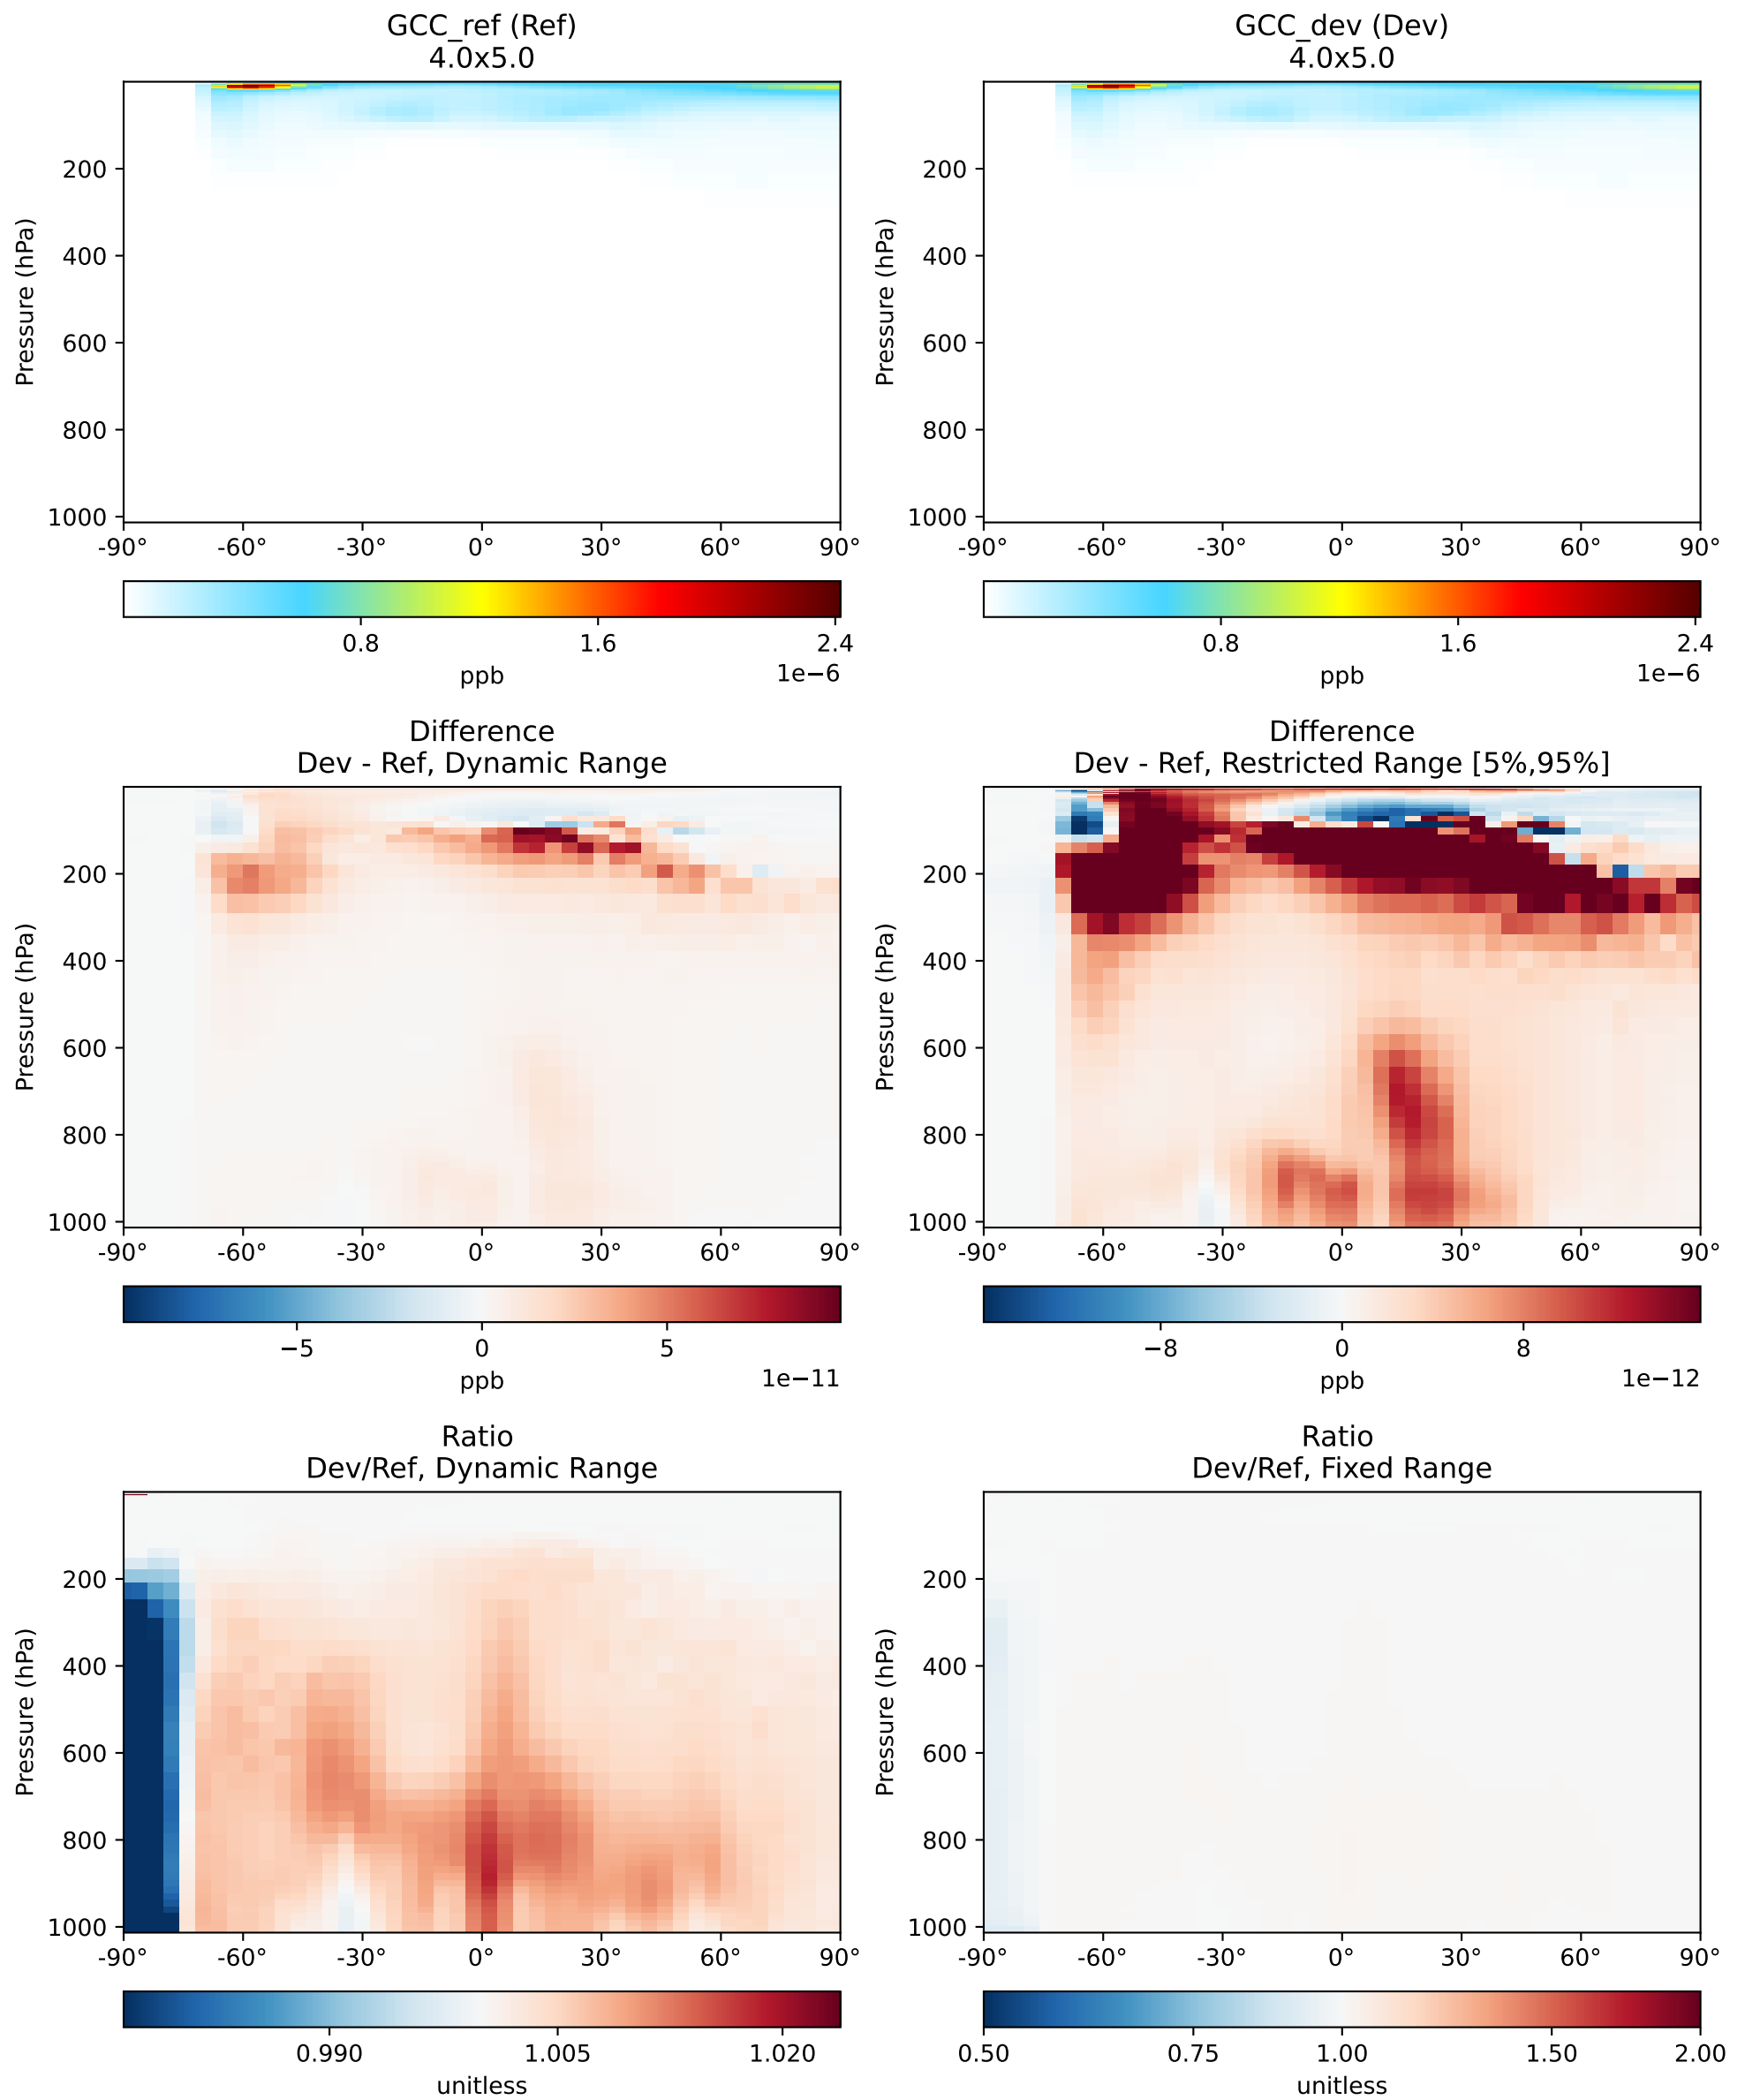 GCC_ref (Ref)
4.0x5.0
GCC_dev (Dev)
4.0x5.0
Pressure (hPa)
200
400
600
800
1000
-90° -60° -30° 0° 30° 60° 90°
0.8 1.6 2.4
ppb 1e−6
Pressure (hPa)
200
400
600
800
1000
-90° -60° -30° 0° 30° 60° 90°
0.8 1.6 2.4
ppb 1e−6
Difference
Dev - Ref, Dynamic Range
Difference
Dev - Ref, Restricted Range [5%,95%]
Pressure (hPa)
200
400
600
800
1000
-90° -60° -30° 0° 30° 60° 90°
−5 0 5
ppb 1e−11
Pressure (hPa)
200
400
600
800
1000
-90° -60° -30° 0° 30° 60° 90°
−8 0 8
ppb 1e−12
Ratio
Dev/Ref, Dynamic Range
Ratio
Dev/Ref, Fixed Range
Pressure (hPa)
200
400
600
800
1000
-90° -60° -30° 0° 30° 60° 90°
0.990 1.005 1.020
unitless
Pressure (hPa)
200
400
600
800
1000
-90° -60° -30° 0° 30° 60° 90°
0.50 0.75 1.00 1.50 2.00
unitless